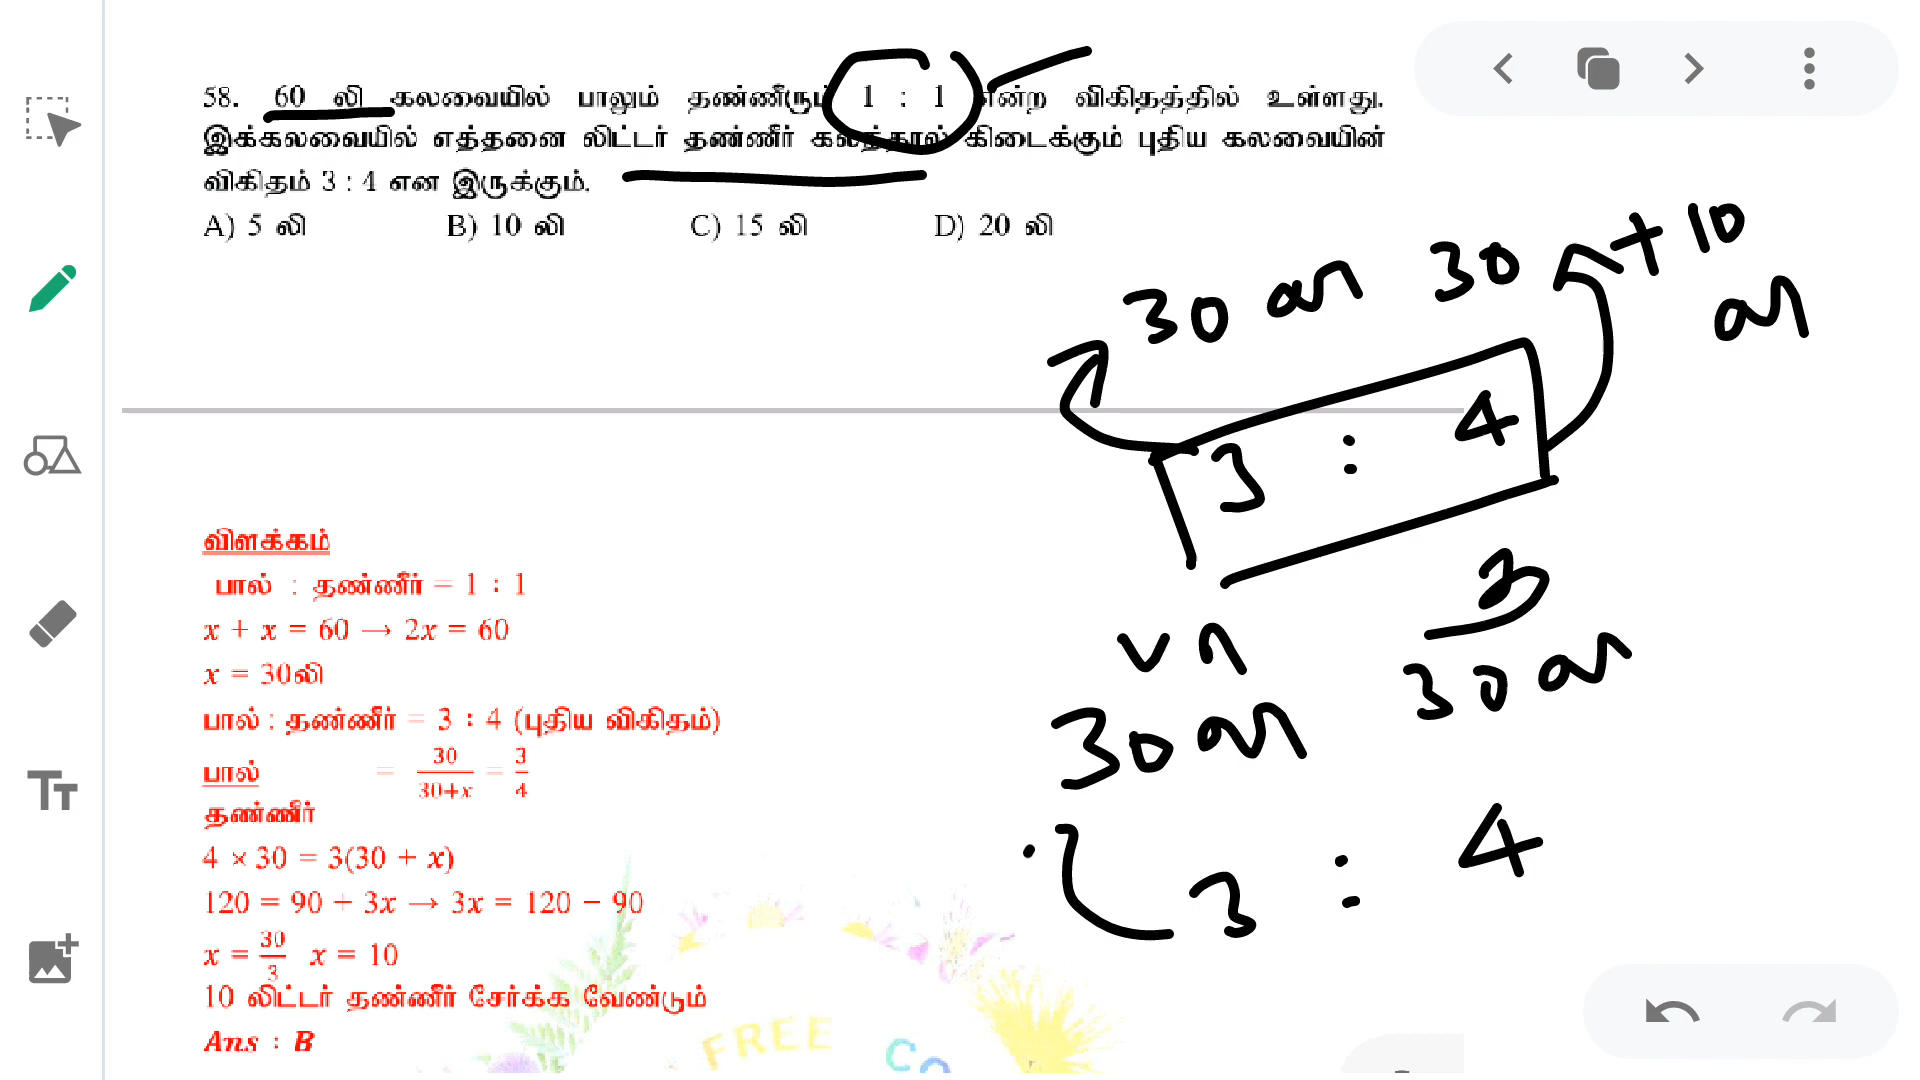 58. 60 லி கலவையில் பாலும் தண்ணீரும் 1 : 1 என்ற விகிதத்தில் உள்ளது.
இக்கலவையில் எத்தனை லிட்டர் தண்ணீர் கலந்தால் கிடைக்கும் புதிய கலவையின்
விகிதம் 3 : 4 என இருக்கும்.
A) 5 லி B) 10 லி C) 15 லி D) 20 லி
30 லி 30 + 10
லி
3 : 4
30 லி
30 லி
3 : 4
விளக்கம்
பால் : தண்ணீர் = 1 : 1
x + x = 60 → 2x = 60
x = 30லி
பால் : தண்ணீர் = 3 : 4 (புதிய விகிதம்)
பால் / தண்ணீர் = 30/30+x = 3/4
4 × 30 = 3(30 + x)
120 = 90 + 3x → 3x = 120 − 90
x = 30/3 x = 10
10 லிட்டர் தண்ணீர் சேர்க்க வேண்டும்
Ans : B
FREE
CO
TT